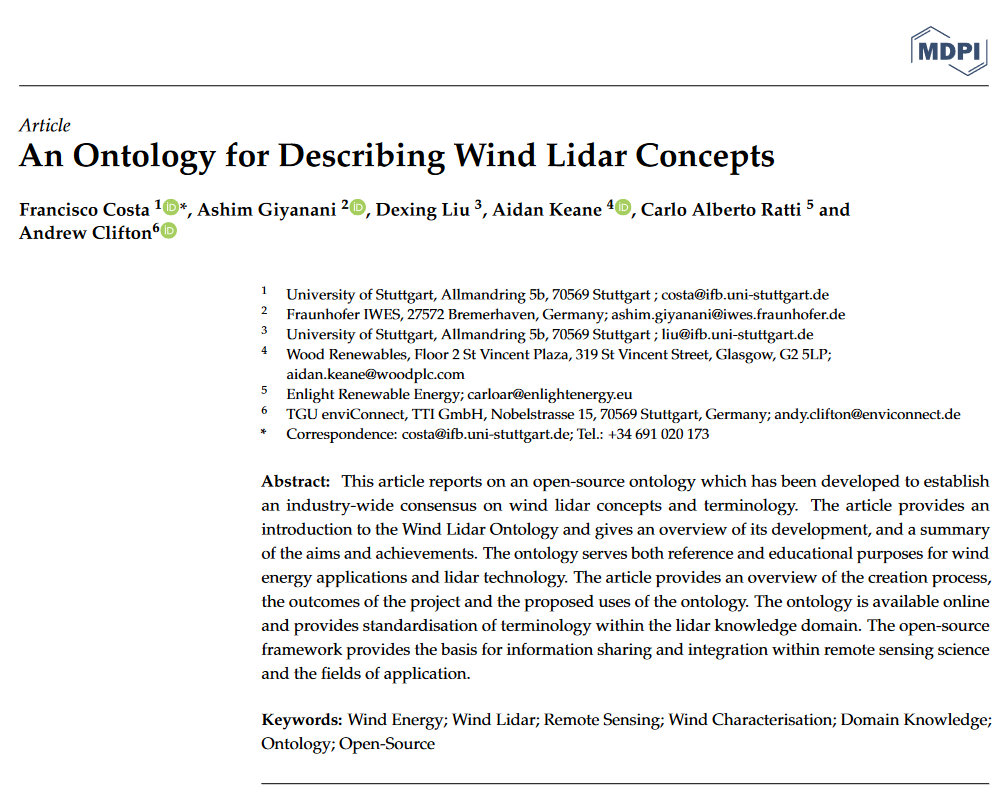 MDPI
Article
An Ontology for Describing Wind Lidar Concepts
Francisco Costa 1 iD *, Ashim Giyanani 2 iD , Dexing Liu 3, Aidan Keane 4 iD , Carlo Alberto Ratti 5 and
Andrew Clifton6 iD
1 University of Stuttgart, Allmandring 5b, 70569 Stuttgart ; costa@ifb.uni-stuttgart.de
2 Fraunhofer IWES, 27572 Bremerhaven, Germany; ashim.giyanani@iwes.fraunhofer.de
3 University of Stuttgart, Allmandring 5b, 70569 Stuttgart ; liu@ifb.uni-stuttgart.de
4 Wood Renewables, Floor 2 St Vincent Plaza, 319 St Vincent Street, Glasgow, G2 5LP;
aidan.keane@woodplc.com
5 Enlight Renewable Energy; carloar@enlightenergy.eu
6 TGU enviConnect, TTI GmbH, Nobelstrasse 15, 70569 Stuttgart, Germany; andy.clifton@enviconnect.de
* Correspondence: costa@ifb.uni-stuttgart.de; Tel.: +34 691 020 173
Abstract: This article reports on an open-source ontology which has been developed to establish
an industry-wide consensus on wind lidar concepts and terminology. The article provides an
introduction to the Wind Lidar Ontology and gives an overview of its development, and a summary
of the aims and achievements. The ontology serves both reference and educational purposes for wind
energy applications and lidar technology. The article provides an overview of the creation process,
the outcomes of the project and the proposed uses of the ontology. The ontology is available online
and provides standardisation of terminology within the lidar knowledge domain. The open-source
framework provides the basis for information sharing and integration within remote sensing science
and the fields of application.
Keywords: Wind Energy; Wind Lidar; Remote Sensing; Wind Characterisation; Domain Knowledge;
Ontology; Open-Source